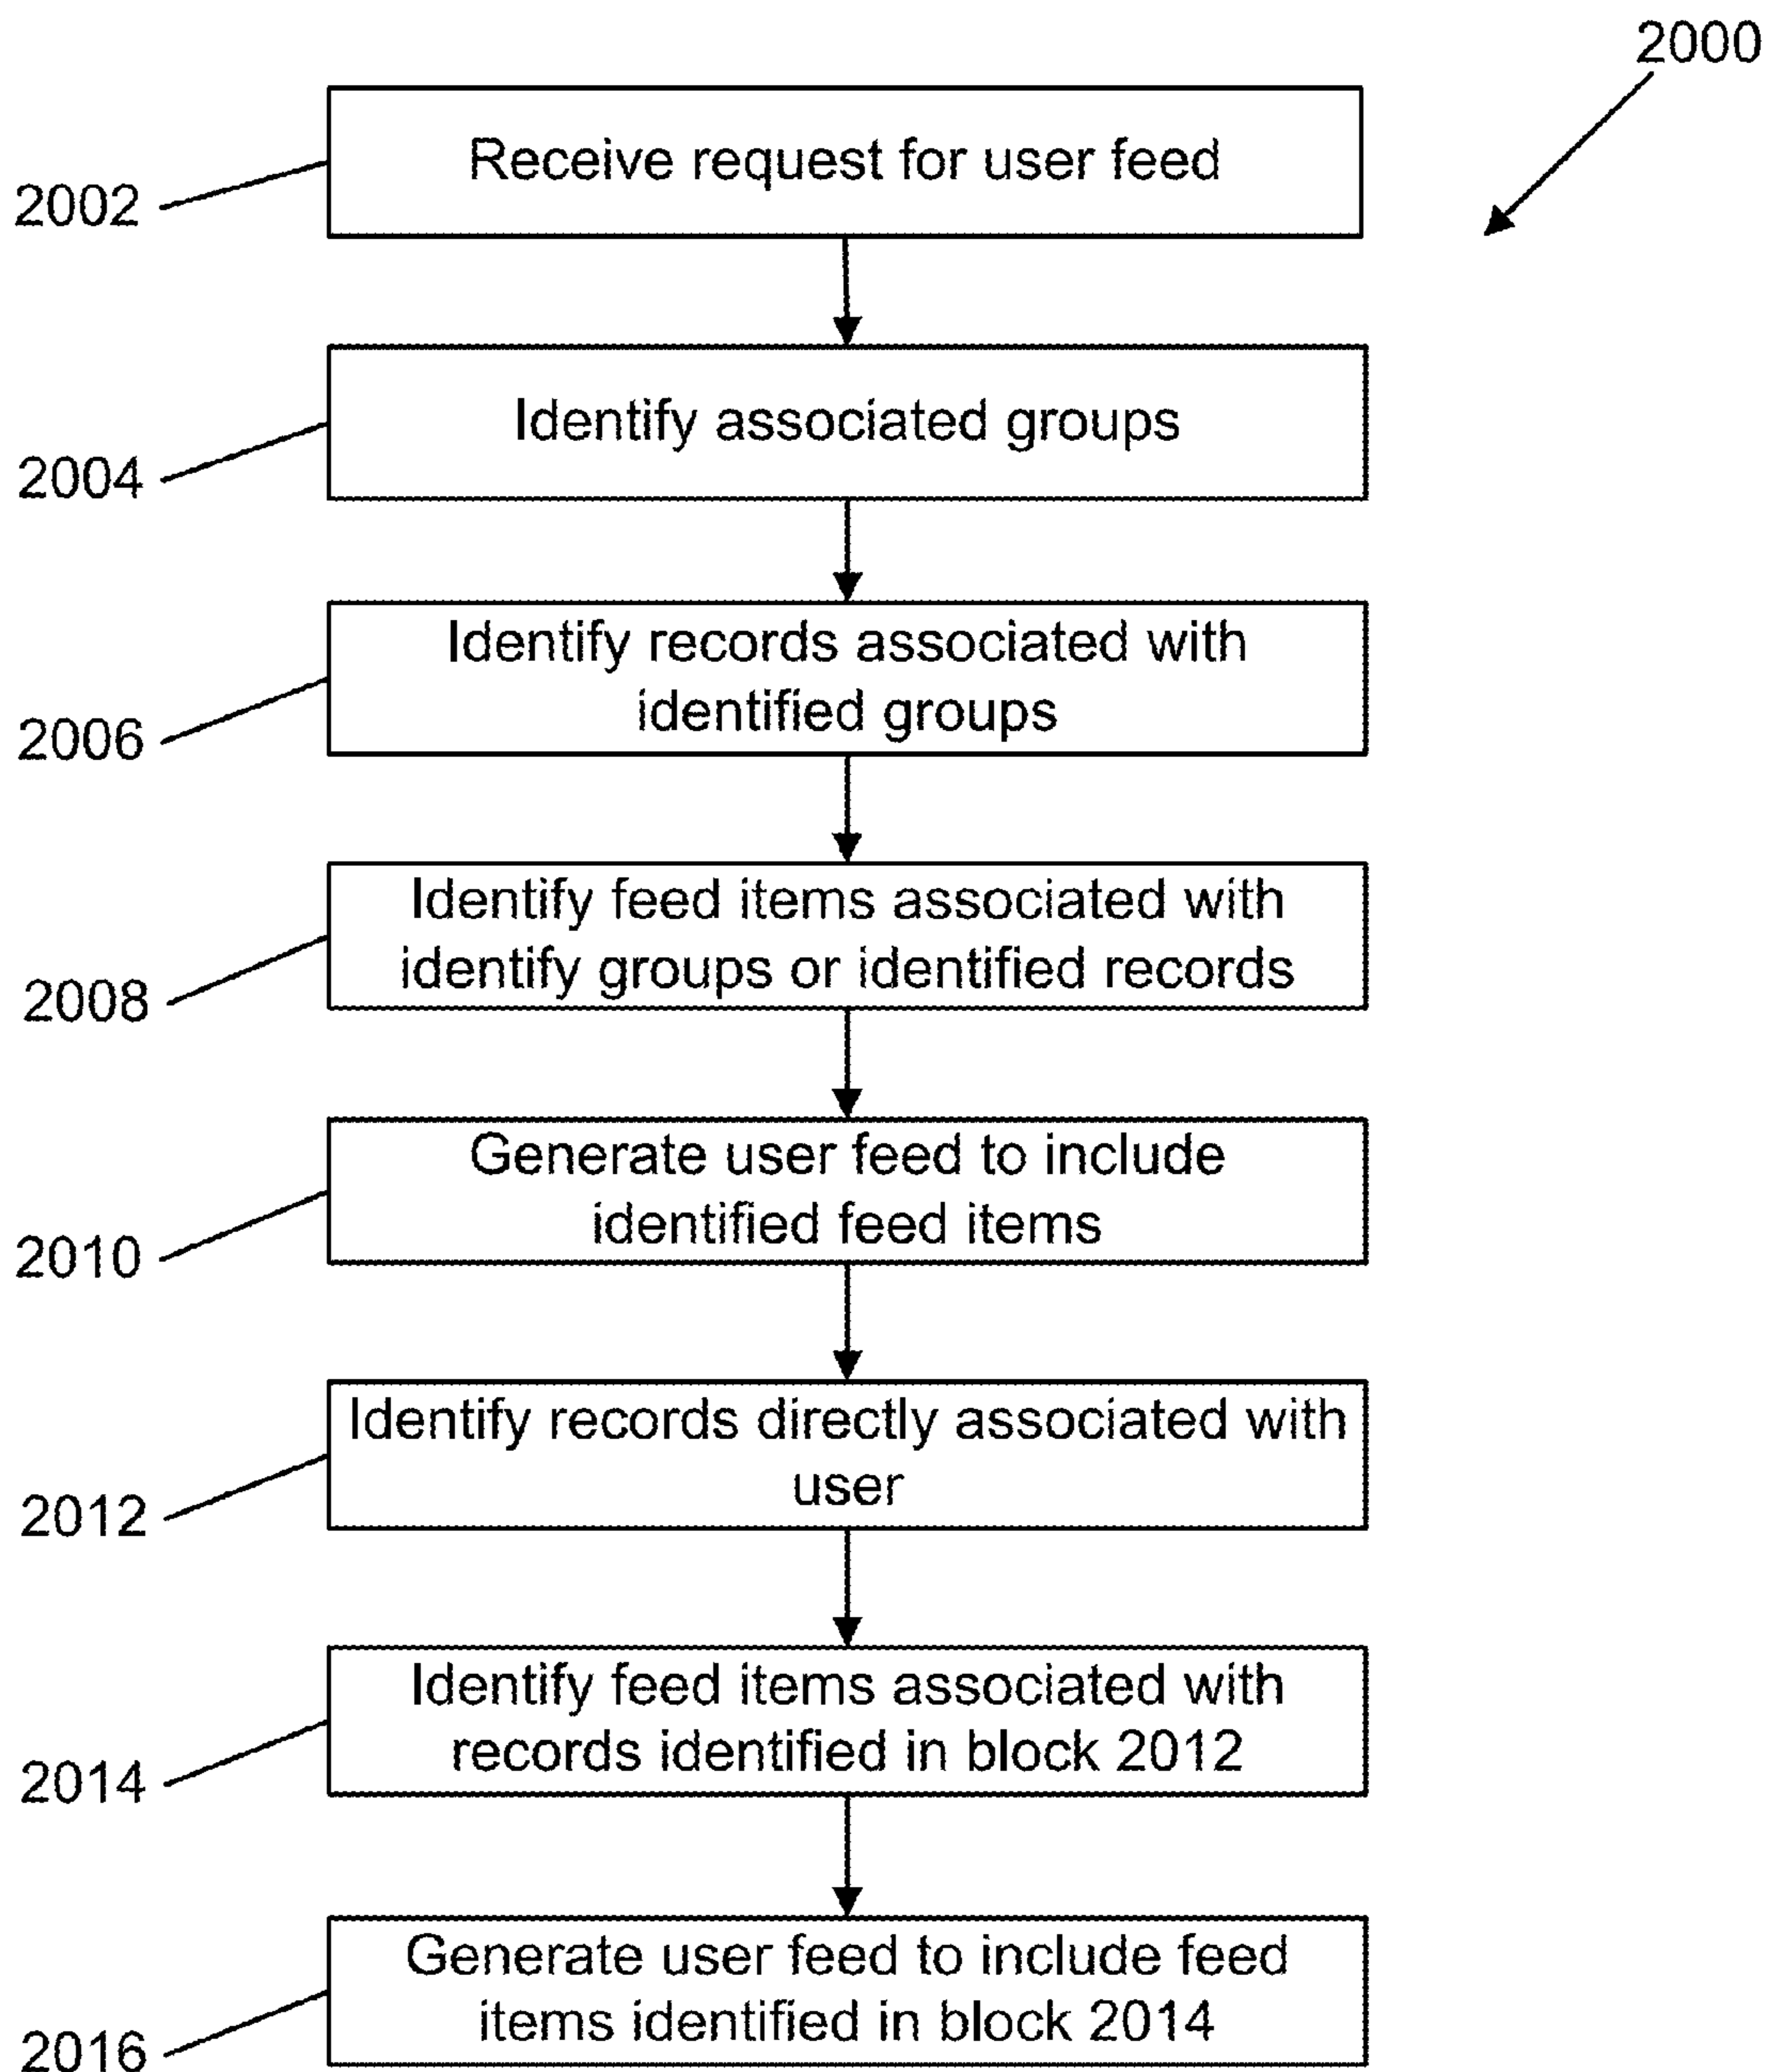 2000
Receive request for user feed
2002
Identify associated groups
2004
Identify records associated with
identified groups
2006
Identify feed items associated with
identify groups or identified records
2008
Generate user feed to include
identified feed items
2010
Identify records directly associated with
user
2012
Identify feed items associated with
records identified in block 2012
2014
Generate user feed to include feed
items identified in block 2014
2016